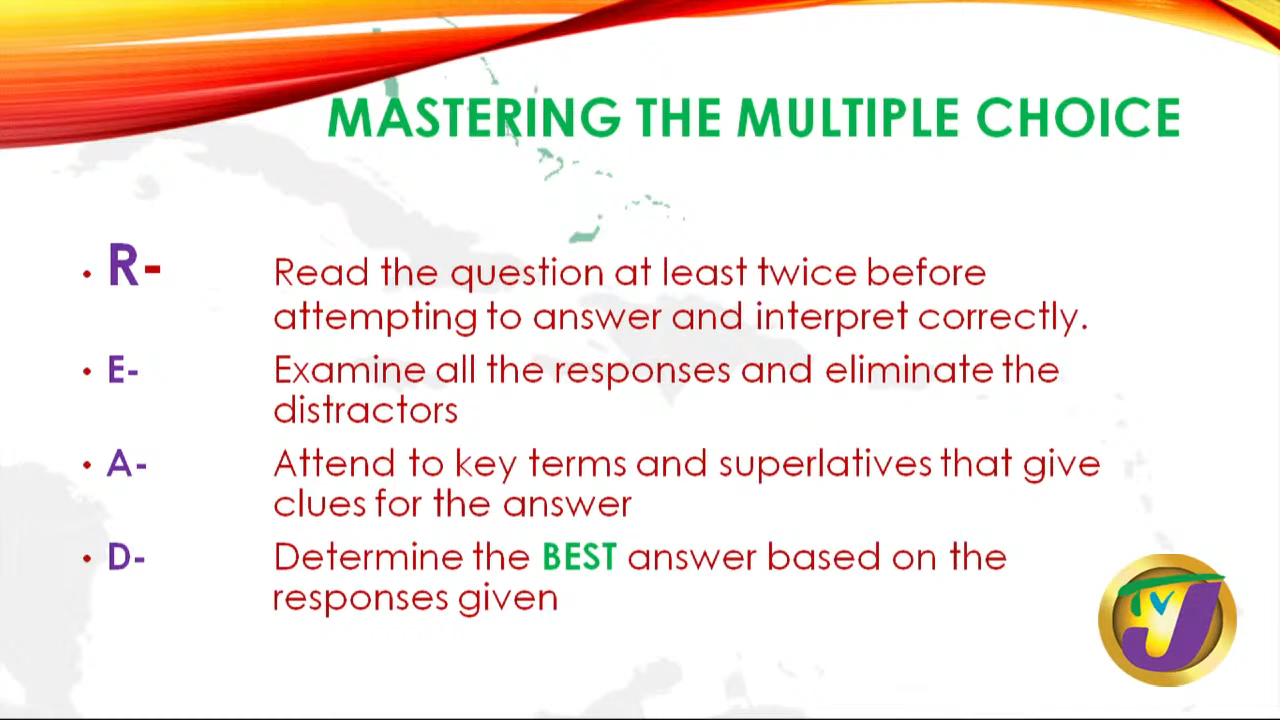 MASTERING THE MULTIPLE CHOICE
• R- Read the question at least twice before
attempting to answer and interpret correctly.
• E- Examine all the responses and eliminate the
distractors
• A- Attend to key terms and superlatives that give
clues for the answer
• D- Determine the BEST answer based on the
responses given
TVJ